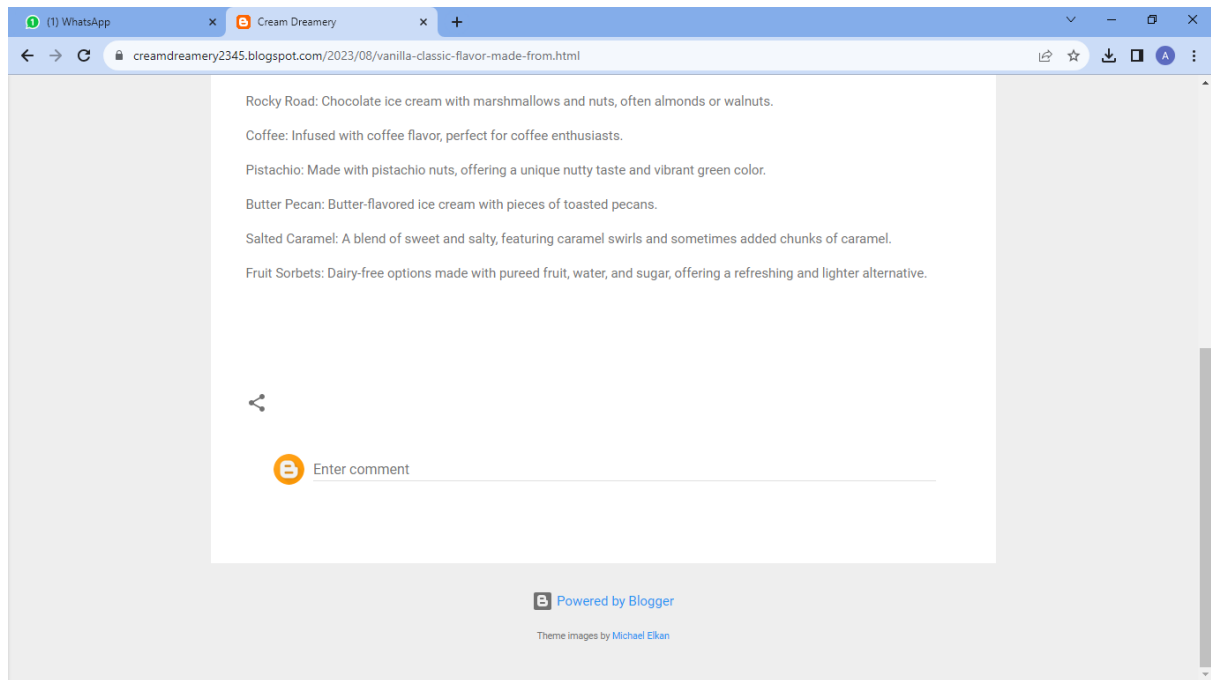 (1) WhatsApp
Cream Dreamery
creamdreamery2345.blogspot.com/2023/08/vanilla-classic-flavor-made-from.html
A
Rocky Road: Chocolate ice cream with marshmallows and nuts, often almonds or walnuts.
Coffee: Infused with coffee flavor, perfect for coffee enthusiasts.
Pistachio: Made with pistachio nuts, offering a unique nutty taste and vibrant green color.
Butter Pecan: Butter-flavored ice cream with pieces of toasted pecans.
Salted Caramel: A blend of sweet and salty, featuring caramel swirls and sometimes added chunks of caramel.
Fruit Sorbets: Dairy-free options made with pureed fruit, water, and sugar, offering a refreshing and lighter alternative.
Enter comment
Powered by Blogger
Theme images by Michael Elkan